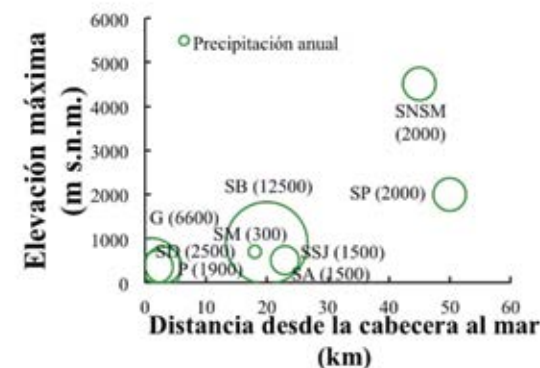 Elevación máxima
(m s.n.m.)
6000
5000
4000
3000
2000
1000
0
Precipitación anual
SNSM
(2000)
SP (2000)
SB (12500)
G (6600)
SM (300)
SD (2500)
SSJ (1500)
P (1900)
SA (1500)
0 10 20 30 40 50 60
Distancia desde la cabecera al mar
(km)